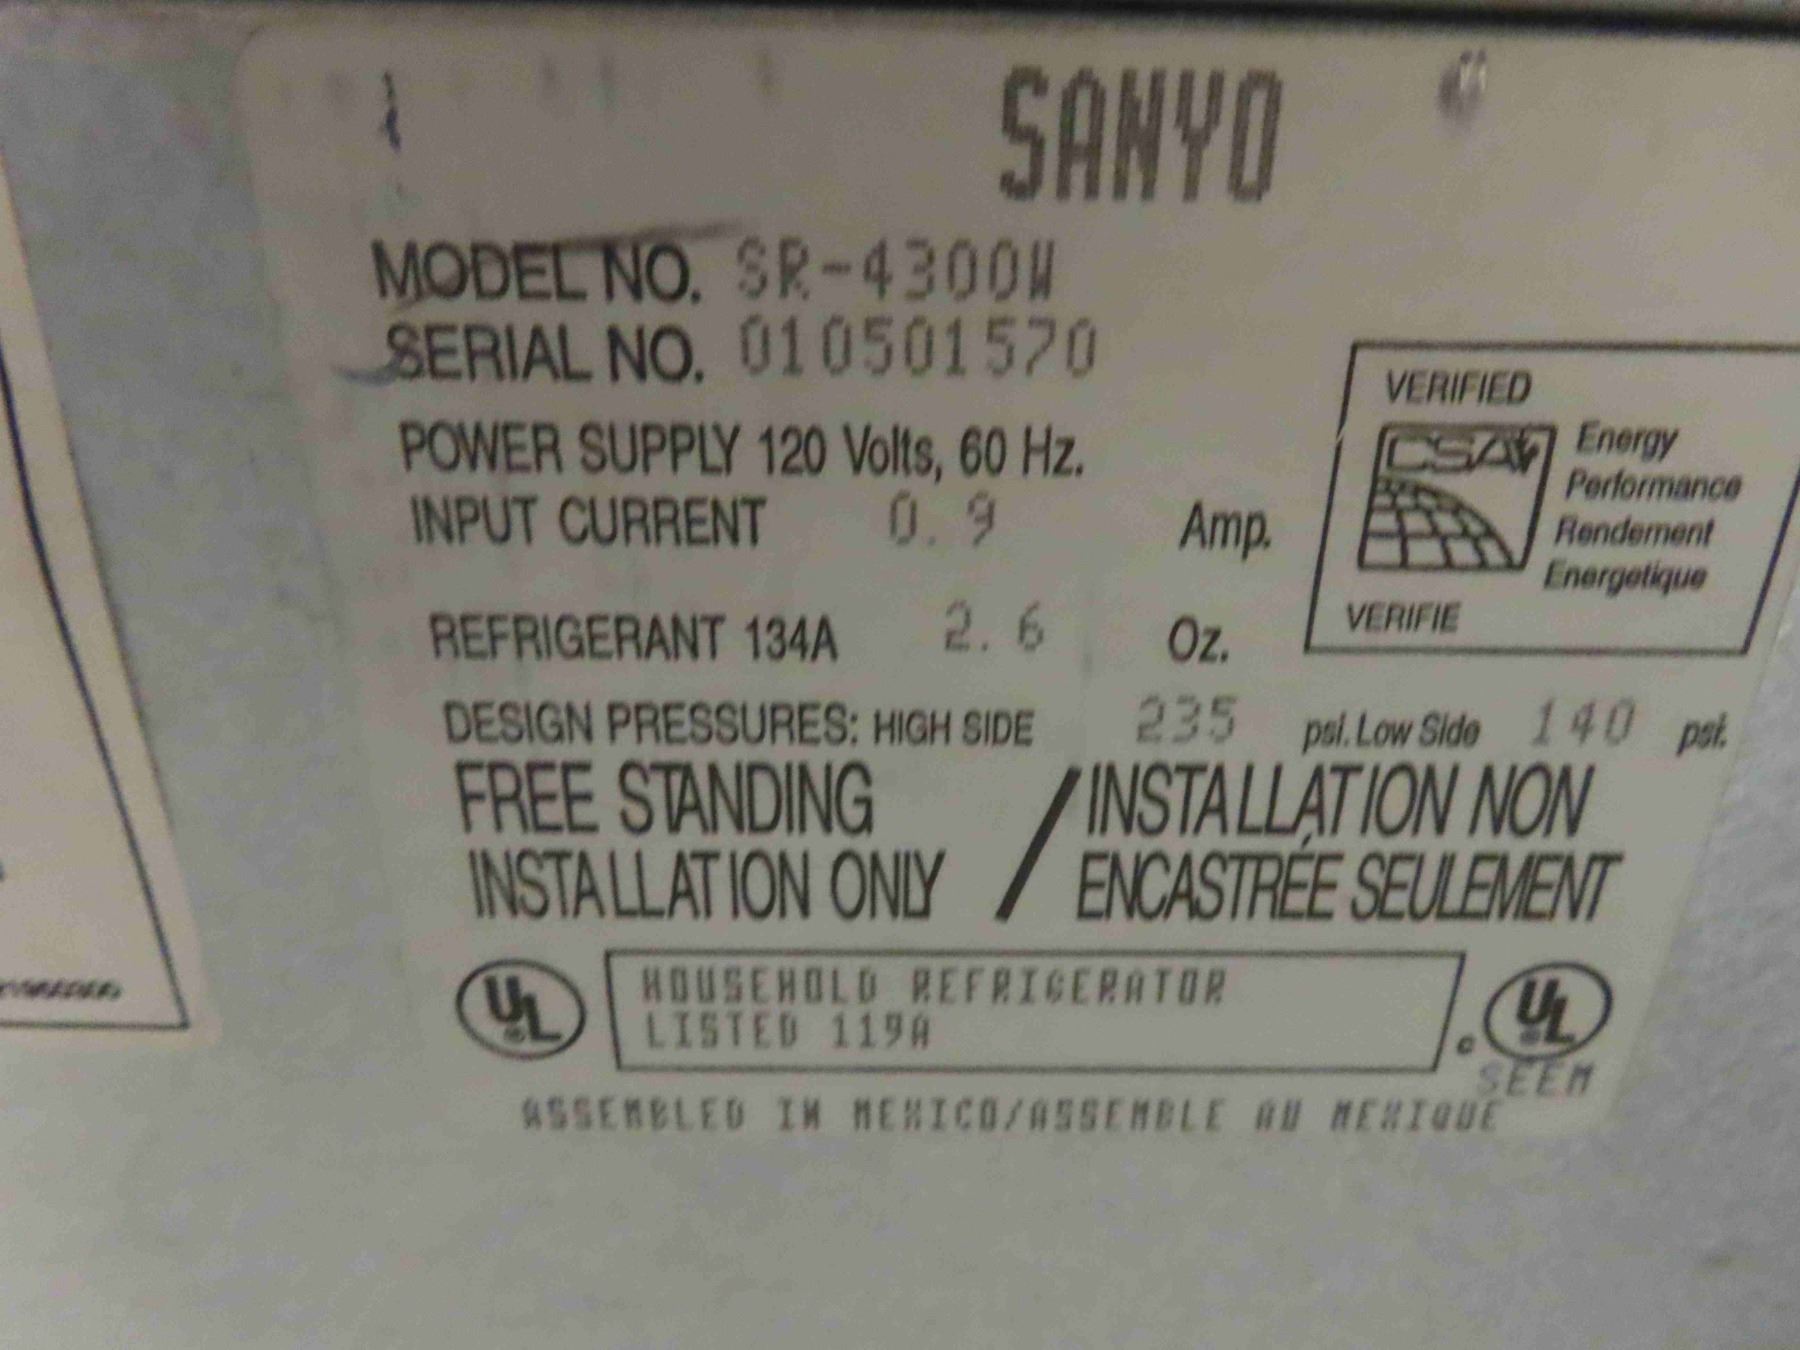 SANYO
MODEL NO. SR-4300W
SERIAL NO. 010501570
POWER SUPPLY 120 Volts, 60 Hz.
INPUT CURRENT 0.9 Amp.
VERIFIED
CSA
Energy
Performance
Rendement
Energetique
VERIFIE
REFRIGERANT 134A 2.6 Oz.
DESIGN PRESSURES: HIGH SIDE 235 psi. Low Side 140 psi.
FREE STANDING / INSTALLATION NON
INSTALLATION ONLY ENCASTRÉE SEULEMENT
UL HOUSEHOLD REFRIGERATOR
LISTED 119A
c UL
SEEM
ASSEMBLED IN MEXICO/ASSEMBLE AU MEXIQUE